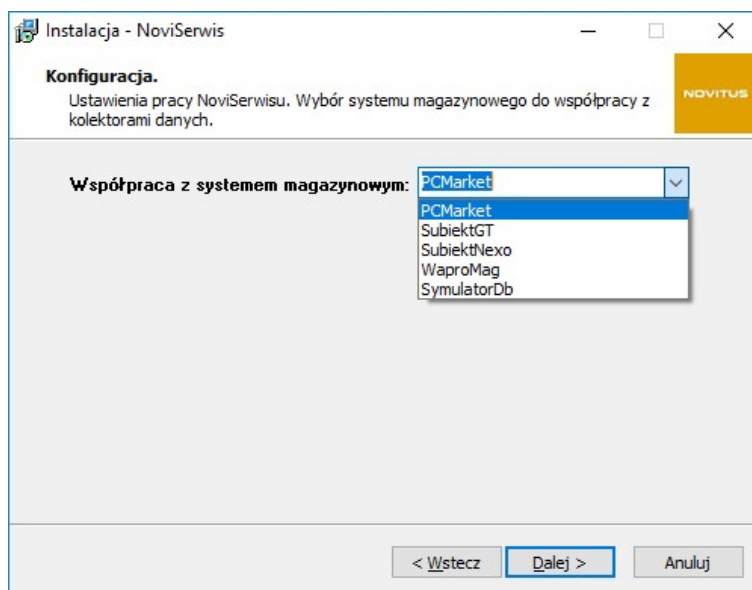 Instalacja - NoviSerwis
Konfiguracja.
Ustawienia pracy NoviSerwisu. Wybór systemu magazynowego do współpracy z
kolektorami danych.
NOVITUS
Współpraca z systemem magazynowym: PCMarket
PCMarket
SubiektGT
SubiektNexo
WaproMag
SymulatorDb
< Wstecz
Dalej >
Anuluj